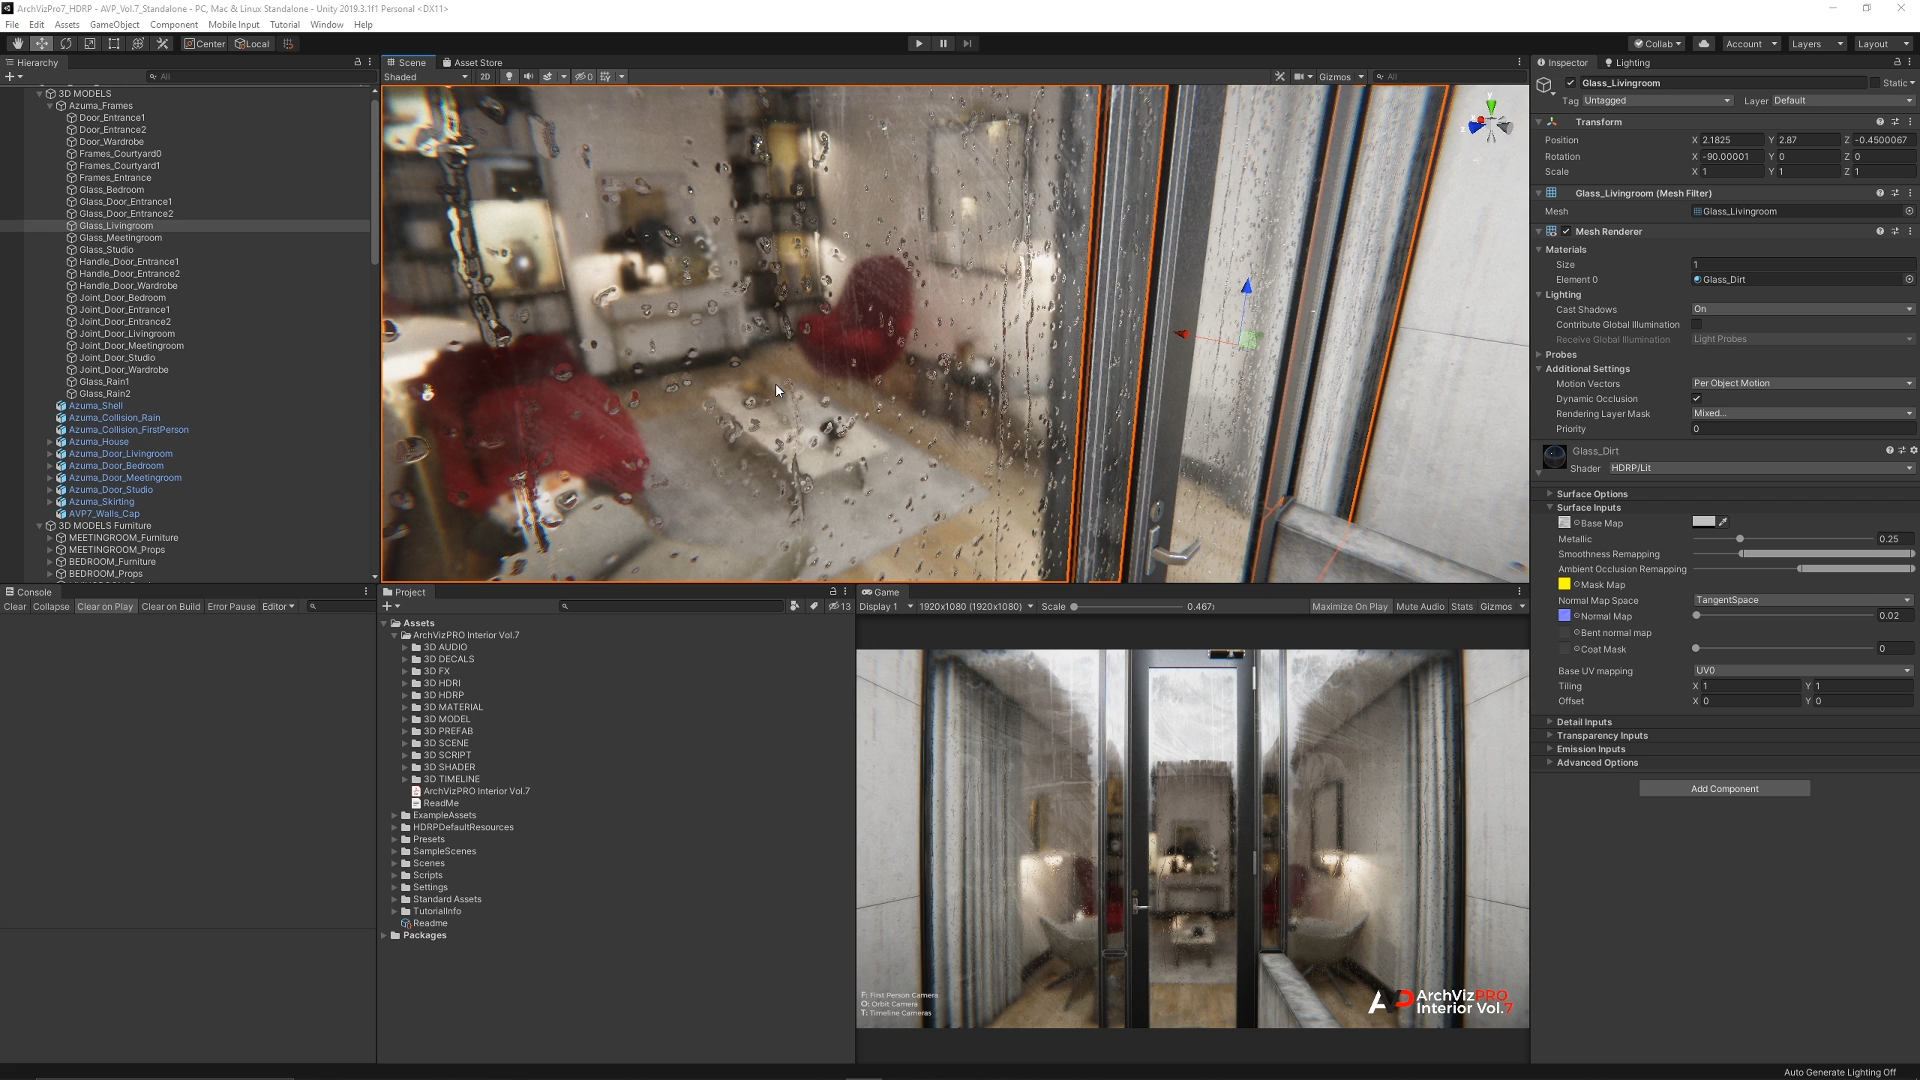 ArchVizPro7_HDRP - AVP_Vol.7_Standalone - PC, Mac & Linux Standalone - Unity 2019.3.1f1 Personal <DX11>
File Edit Assets GameObject Component Mobile Input Tutorial Window Help
Center Local
Collab Account Layers Layout
Hierarchy
All
3D MODELS
Azuma_Frames
Door_Entrance1
Door_Entrance2
Door_Wardrobe
Frames_Courtyard0
Frames_Courtyard1
Frames_Entrance
Glass_Bedroom
Glass_Door_Entrance1
Glass_Door_Entrance2
Glass_Livingroom
Glass_Meetingroom
Glass_Studio
Handle_Door_Entrance1
Handle_Door_Entrance2
Handle_Door_Wardrobe
Joint_Door_Bedroom
Joint_Door_Entrance1
Joint_Door_Entrance2
Joint_Door_Livingroom
Joint_Door_Meetingroom
Joint_Door_Studio
Joint_Door_Wardrobe
Glass_Rain1
Glass_Rain2
Azuma_Shell
Azuma_Collision_Rain
Azuma_Collision_FirstPerson
Azuma_House
Azuma_Door_Livingroom
Azuma_Door_Bedroom
Azuma_Door_Meetingroom
Azuma_Door_Studio
Azuma_Skirting
AVP7_Walls_Cap
3D MODELS Furniture
MEETINGROOM_Furniture
MEETINGROOM_Props
BEDROOM_Furniture
BEDROOM_Props
Scene Asset Store
Shaded 2D 0 Gizmos All
y
z
Inspector Lighting
Glass_Livingroom Static
Tag Untagged Layer Default
Transform
Position X 2.1825 Y 2.87 Z -0.4500067
Rotation X -90.00001 Y 0 Z 0
Scale X 1 Y 1 Z 1
Glass_Livingroom (Mesh Filter)
Mesh Glass_Livingroom
Mesh Renderer
Materials
Size 1
Element 0 Glass_Dirt
Lighting
Cast Shadows On
Contribute Global Illumination
Receive Global Illumination Light Probes
Probes
Additional Settings
Motion Vectors Per Object Motion
Dynamic Occlusion
Rendering Layer Mask Mixed...
Priority 0
Glass_Dirt
Shader HDRP/Lit
Surface Options
Surface Inputs
Base Map
Metallic 0.25
Smoothness Remapping
Ambient Occlusion Remapping
Mask Map
Normal Map Space TangentSpace
Normal Map 0.02
Bent normal map
Coat Mask 0
Base UV mapping UV0
Tiling X 1 Y 1
Offset X 0 Y 0
Detail Inputs
Transparency Inputs
Emission Inputs
Advanced Options
Add Component
Console
Clear Collapse Clear on Play Clear on Build Error Pause Editor
Project
13
Assets
ArchVizPRO Interior Vol.7
3D AUDIO
3D DECALS
3D FX
3D HDRI
3D HDRP
3D MATERIAL
3D MODEL
3D PREFAB
3D SCENE
3D SCRIPT
3D SHADER
3D TIMELINE
ArchVizPRO Interior Vol.7
ReadMe
ExampleAssets
HDRPDefaultResources
Presets
SampleScenes
Scenes
Scripts
Settings
Standard Assets
TutorialInfo
Readme
Packages
Game
Display 1 1920x1080 (1920x1080) Scale 0.467 Maximize On Play Mute Audio Stats Gizmos
F: First Person Camera
O: Orbit Camera
T: Timeline Cameras
ArchVizPRO
Interior Vol.7
Auto Generate Lighting Off